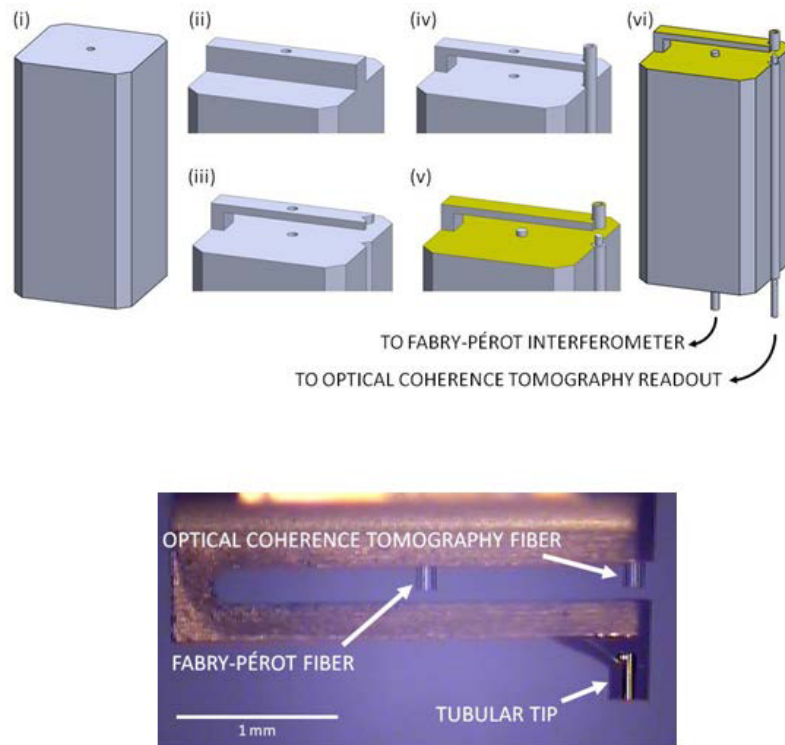 (i)
(ii)
(iv)
(vi)
(iii)
(v)
TO FABRY-PÉROT INTERFEROMETER
TO OPTICAL COHERENCE TOMOGRAPHY READOUT
OPTICAL COHERENCE TOMOGRAPHY FIBER
FABRY-PÉROT FIBER
TUBULAR TIP
1 mm